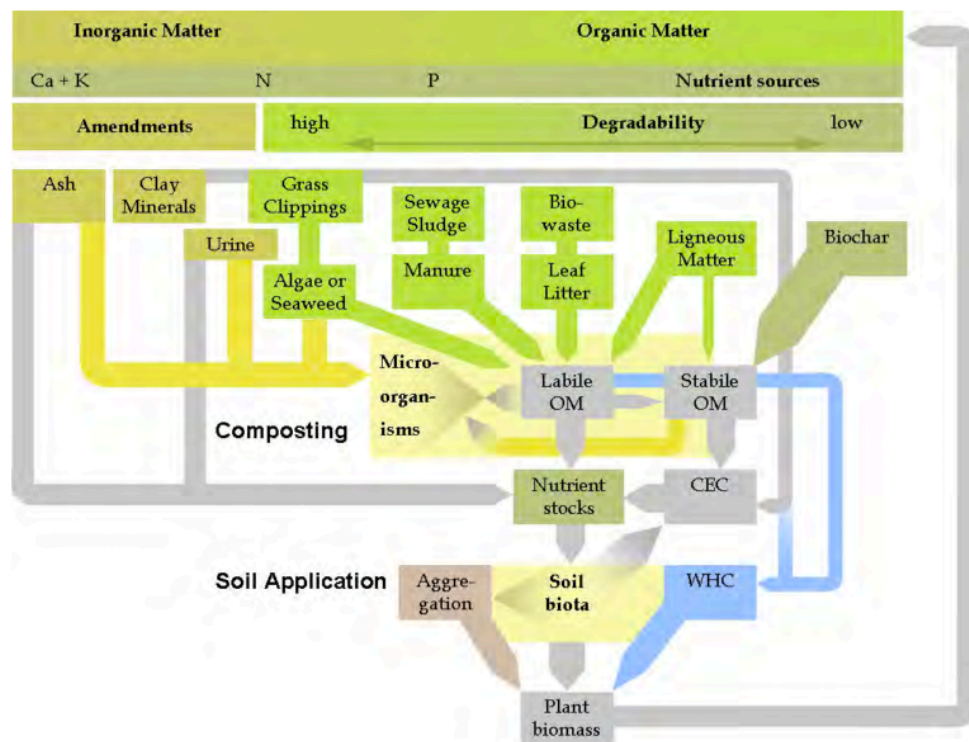 Inorganic Matter
Organic Matter
Ca + K
N
P
Nutrient sources
Amendments
high
Degradability
low
Ash
Clay
Minerals
Grass
Clippings
Sewage
Sludge
Bio-
waste
Ligneous
Matter
Biochar
Urine
Algae or
Seaweed
Manure
Leaf
Litter
Micro-
organ-
isms
Labile
OM
Stabile
OM
Composting
Nutrient
stocks
CEC
Soil Application
Aggre-
gation
Soil
biota
WHC
Plant
biomass